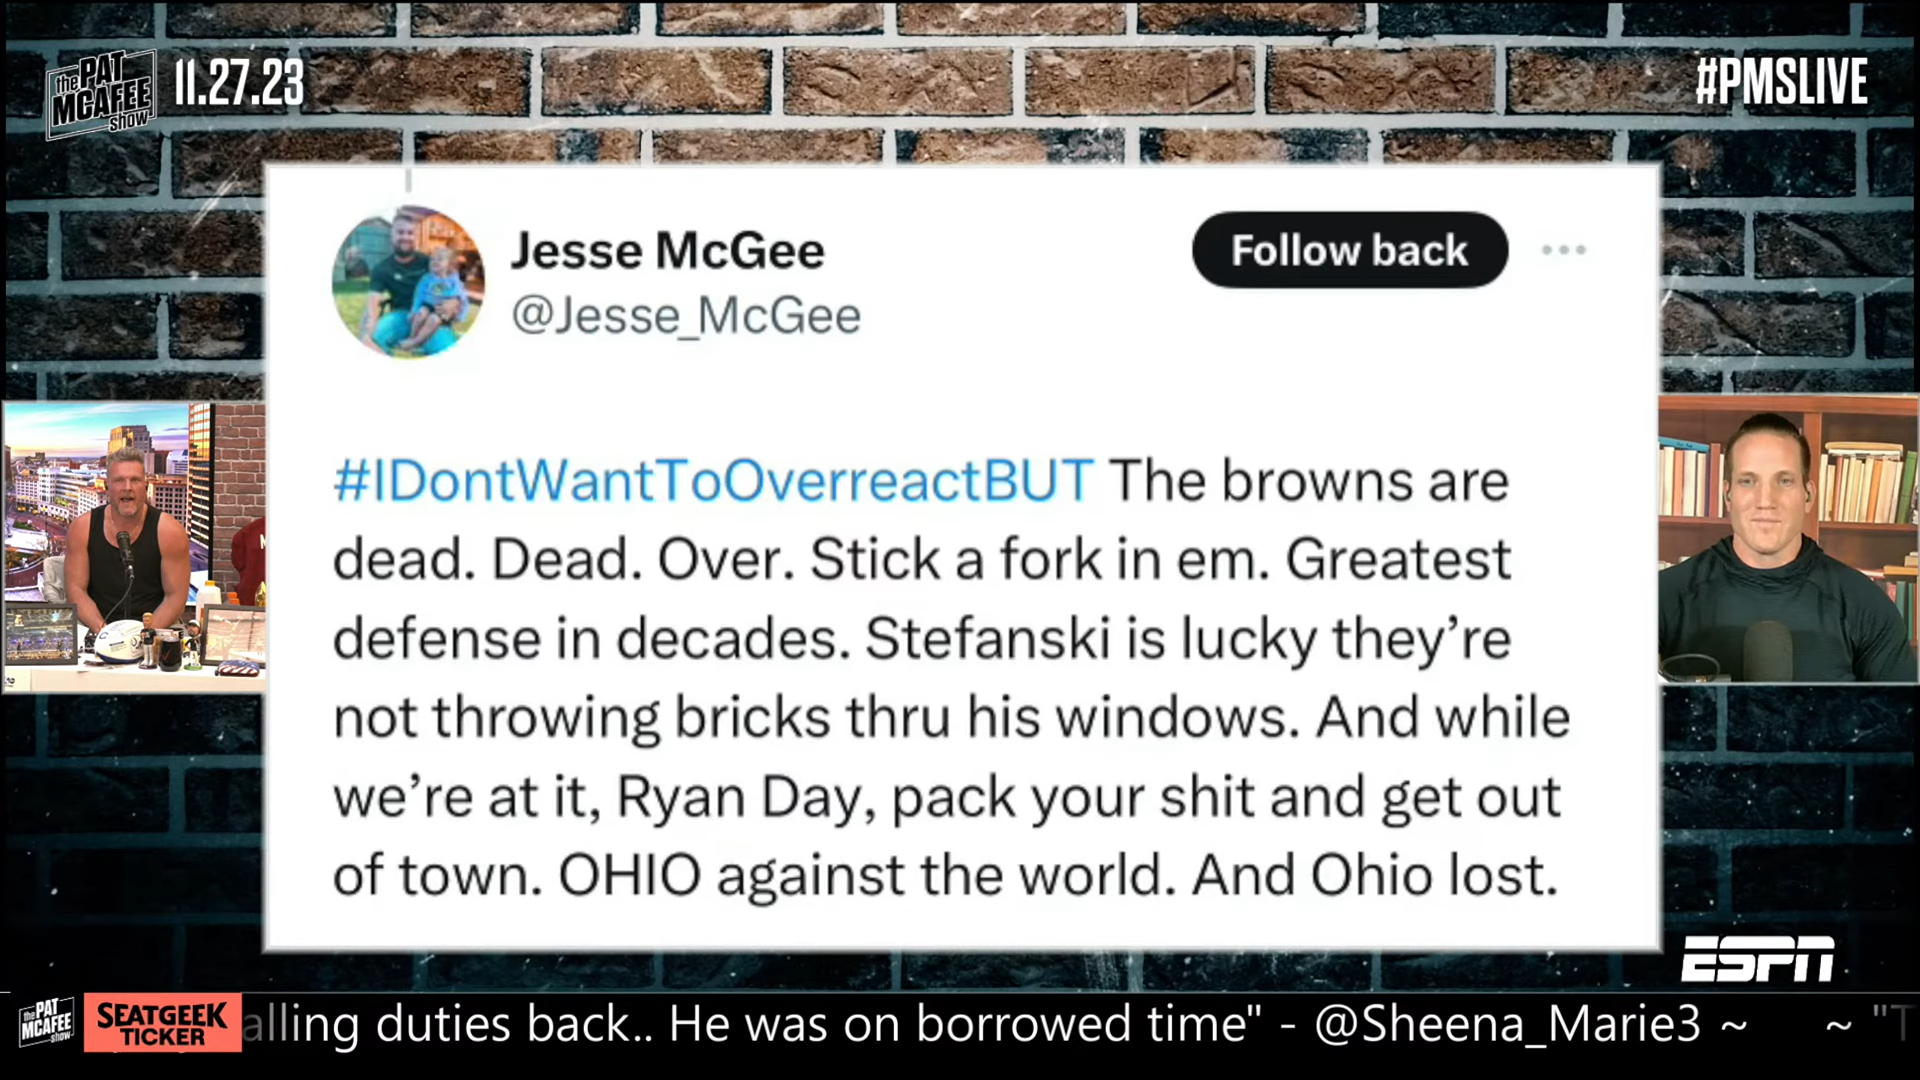 the PAT MCAFEE show
11.27.23
#PMSLIVE
Jesse McGee
@Jesse_McGee
Follow back
#IDontWantToOverreactBUT The browns are
dead. Dead. Over. Stick a fork in em. Greatest
defense in decades. Stefanski is lucky they’re
not throwing bricks thru his windows. And while
we’re at it, Ryan Day, pack your shit and get out
of town. OHIO against the world. And Ohio lost.
ESPN
the PAT MCAFEE show
SEATGEEK
TICKER
alling duties back.. He was on borrowed time" - @Sheena_Marie3 ~ ~ "T